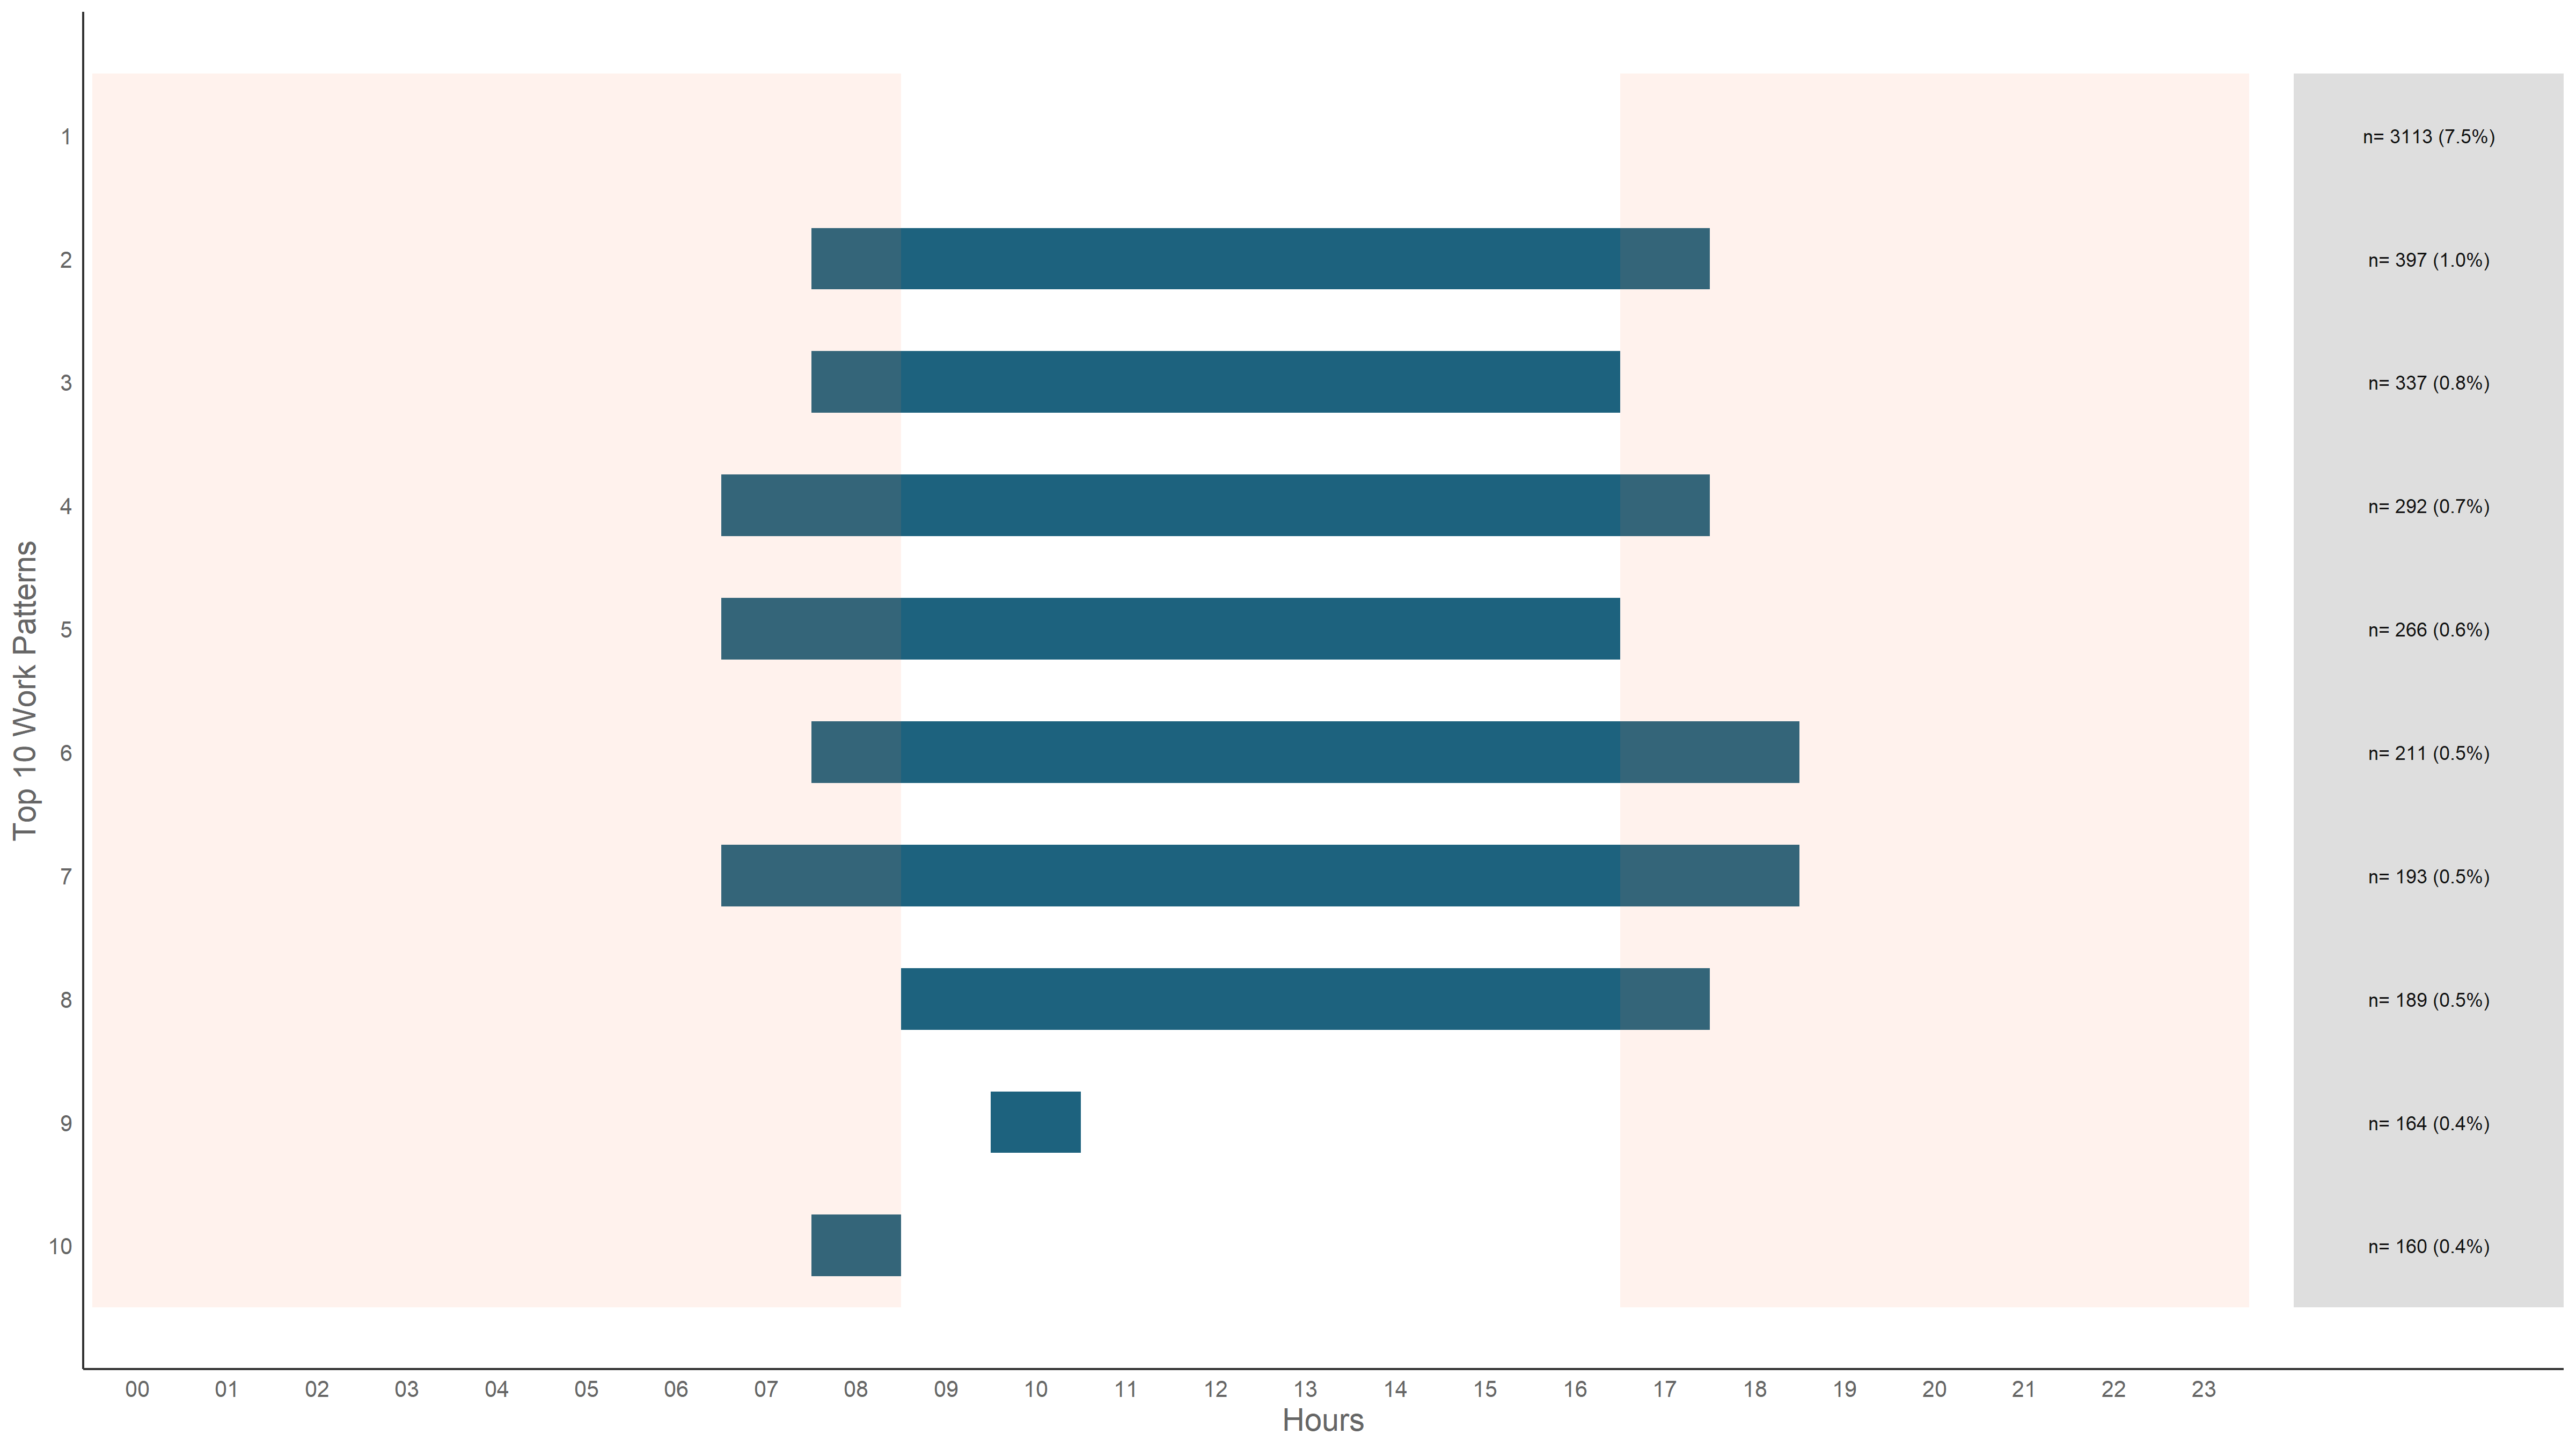 Top 10 Work Patterns
1
n= 3113 (7.5%)
2
n= 397 (1.0%)
3
n= 337 (0.8%)
4
n= 292 (0.7%)
5
n= 266 (0.6%)
6
n= 211 (0.5%)
7
n= 193 (0.5%)
8
n= 189 (0.5%)
9
n= 164 (0.4%)
10
n= 160 (0.4%)
00 01 02 03 04 05 06 07 08 09 10 11 12 13 14 15 16 17 18 19 20 21 22 23
Hours